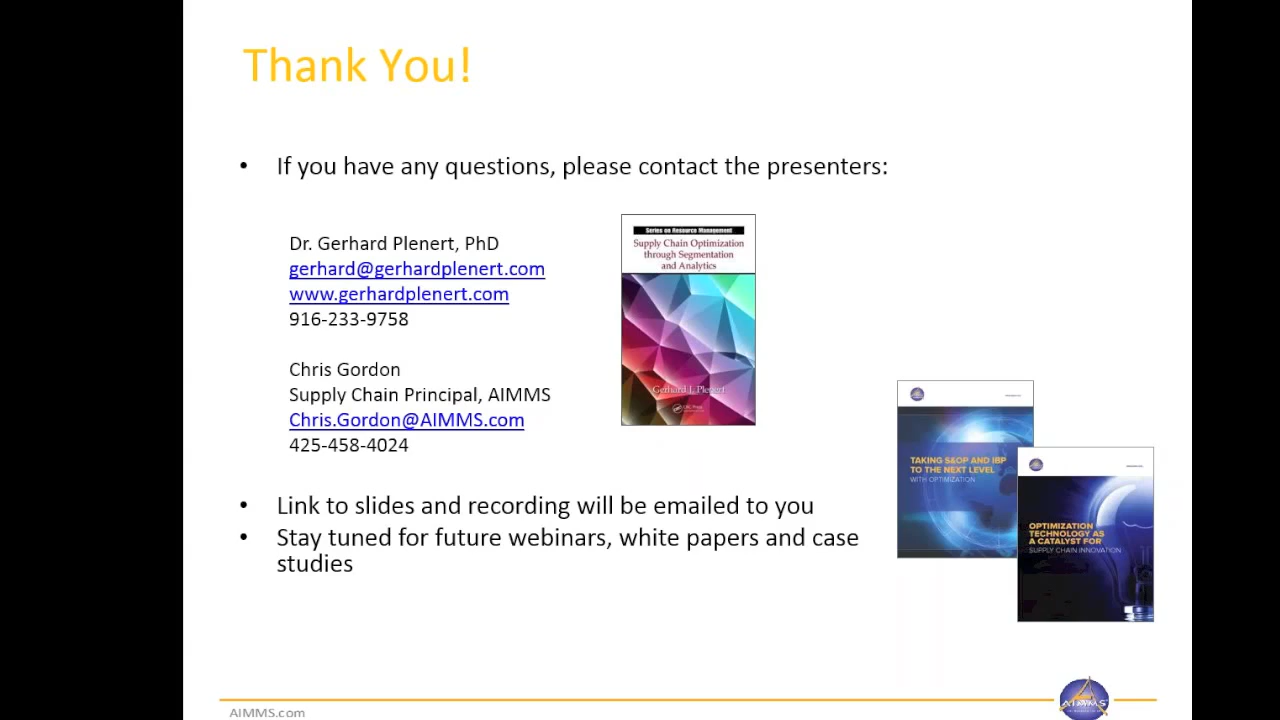 Thank You!
• If you have any questions, please contact the presenters:
Dr. Gerhard Plenert, PhD
gerhard@gerhardplenert.com
www.gerhardplenert.com
916-233-9758
Chris Gordon
Supply Chain Principal, AIMMS
Chris.Gordon@AIMMS.com
425-458-4024
Series on Resource Management
Supply Chain Optimization
through Segmentation
and Analytics
Gerhard J. Plenert
CRC Press
TAKING S&OP AND IBP
TO THE NEXT LEVEL
WITH OPTIMIZATION
OPTIMIZATION
TECHNOLOGY AS
A CATALYST FOR
SUPPLY CHAIN INNOVATION
• Link to slides and recording will be emailed to you
• Stay tuned for future webinars, white papers and case
studies
AIMMS.com
AIMMS